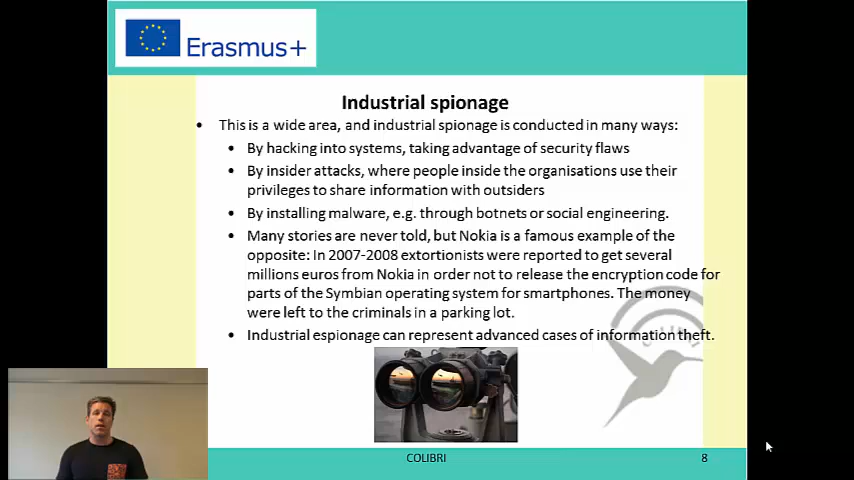 Erasmus+
Industrial spionage
• This is a wide area, and industrial spionage is conducted in many ways:
• By hacking into systems, taking advantage of security flaws
• By insider attacks, where people inside the organisations use their
privileges to share information with outsiders
• By installing malware, e.g. through botnets or social engineering.
• Many stories are never told, but Nokia is a famous example of the
opposite: In 2007-2008 extortionists were reported to get several
millions euros from Nokia in order not to release the encryption code for
parts of the Symbian operating system for smartphones. The money
were left to the criminals in a parking lot.
• Industrial espionage can represent advanced cases of information theft.
COLIBRI
8